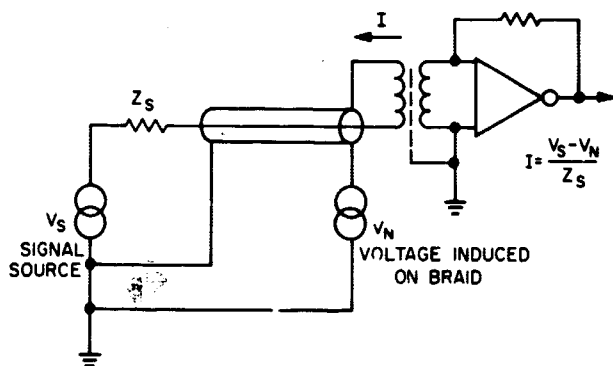 I
Z_S
V_S
SIGNAL
SOURCE
V_N
VOLTAGE INDUCED
ON BRAID
I = V_S – V_N / Z_S